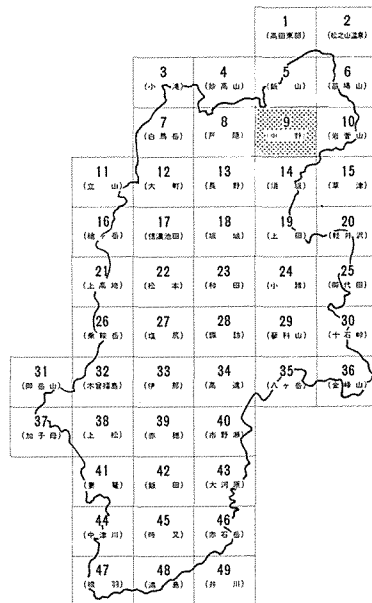 1 2
(高田東部) (松之山温泉)
3 4 5 6
(小滝) (妙高山) (飯山) (苗場山)
7 8 9 10
(白馬岳) (戸隠) (中野) (岩菅山)
11 12 13 14 15
(立山) (大町) (長野) (須坂) (草津)
16 17 18 19 20
(槍ヶ岳) (信濃池田) (坂城) (上田) (軽井沢)
21 22 23 24 25
(上高地) (松本) (和田) (小諸) (御代田)
26 27 28 29 30
(乗鞍岳) (塩尻) (諏訪) (蓼科山) (十石峠)
31 32 33 34 35 36
(御岳山) (木曽福島) (伊那) (高遠) (八ヶ岳) (金峰山)
37 38 39 40
(加子母) (上松) (赤穂) (市野瀬)
41 42 43
(妻籠) (飯田) (大河原)
44 45 46
(中津川) (時又) (赤石岳)
47 48 49
(根羽) (満島) (井川)